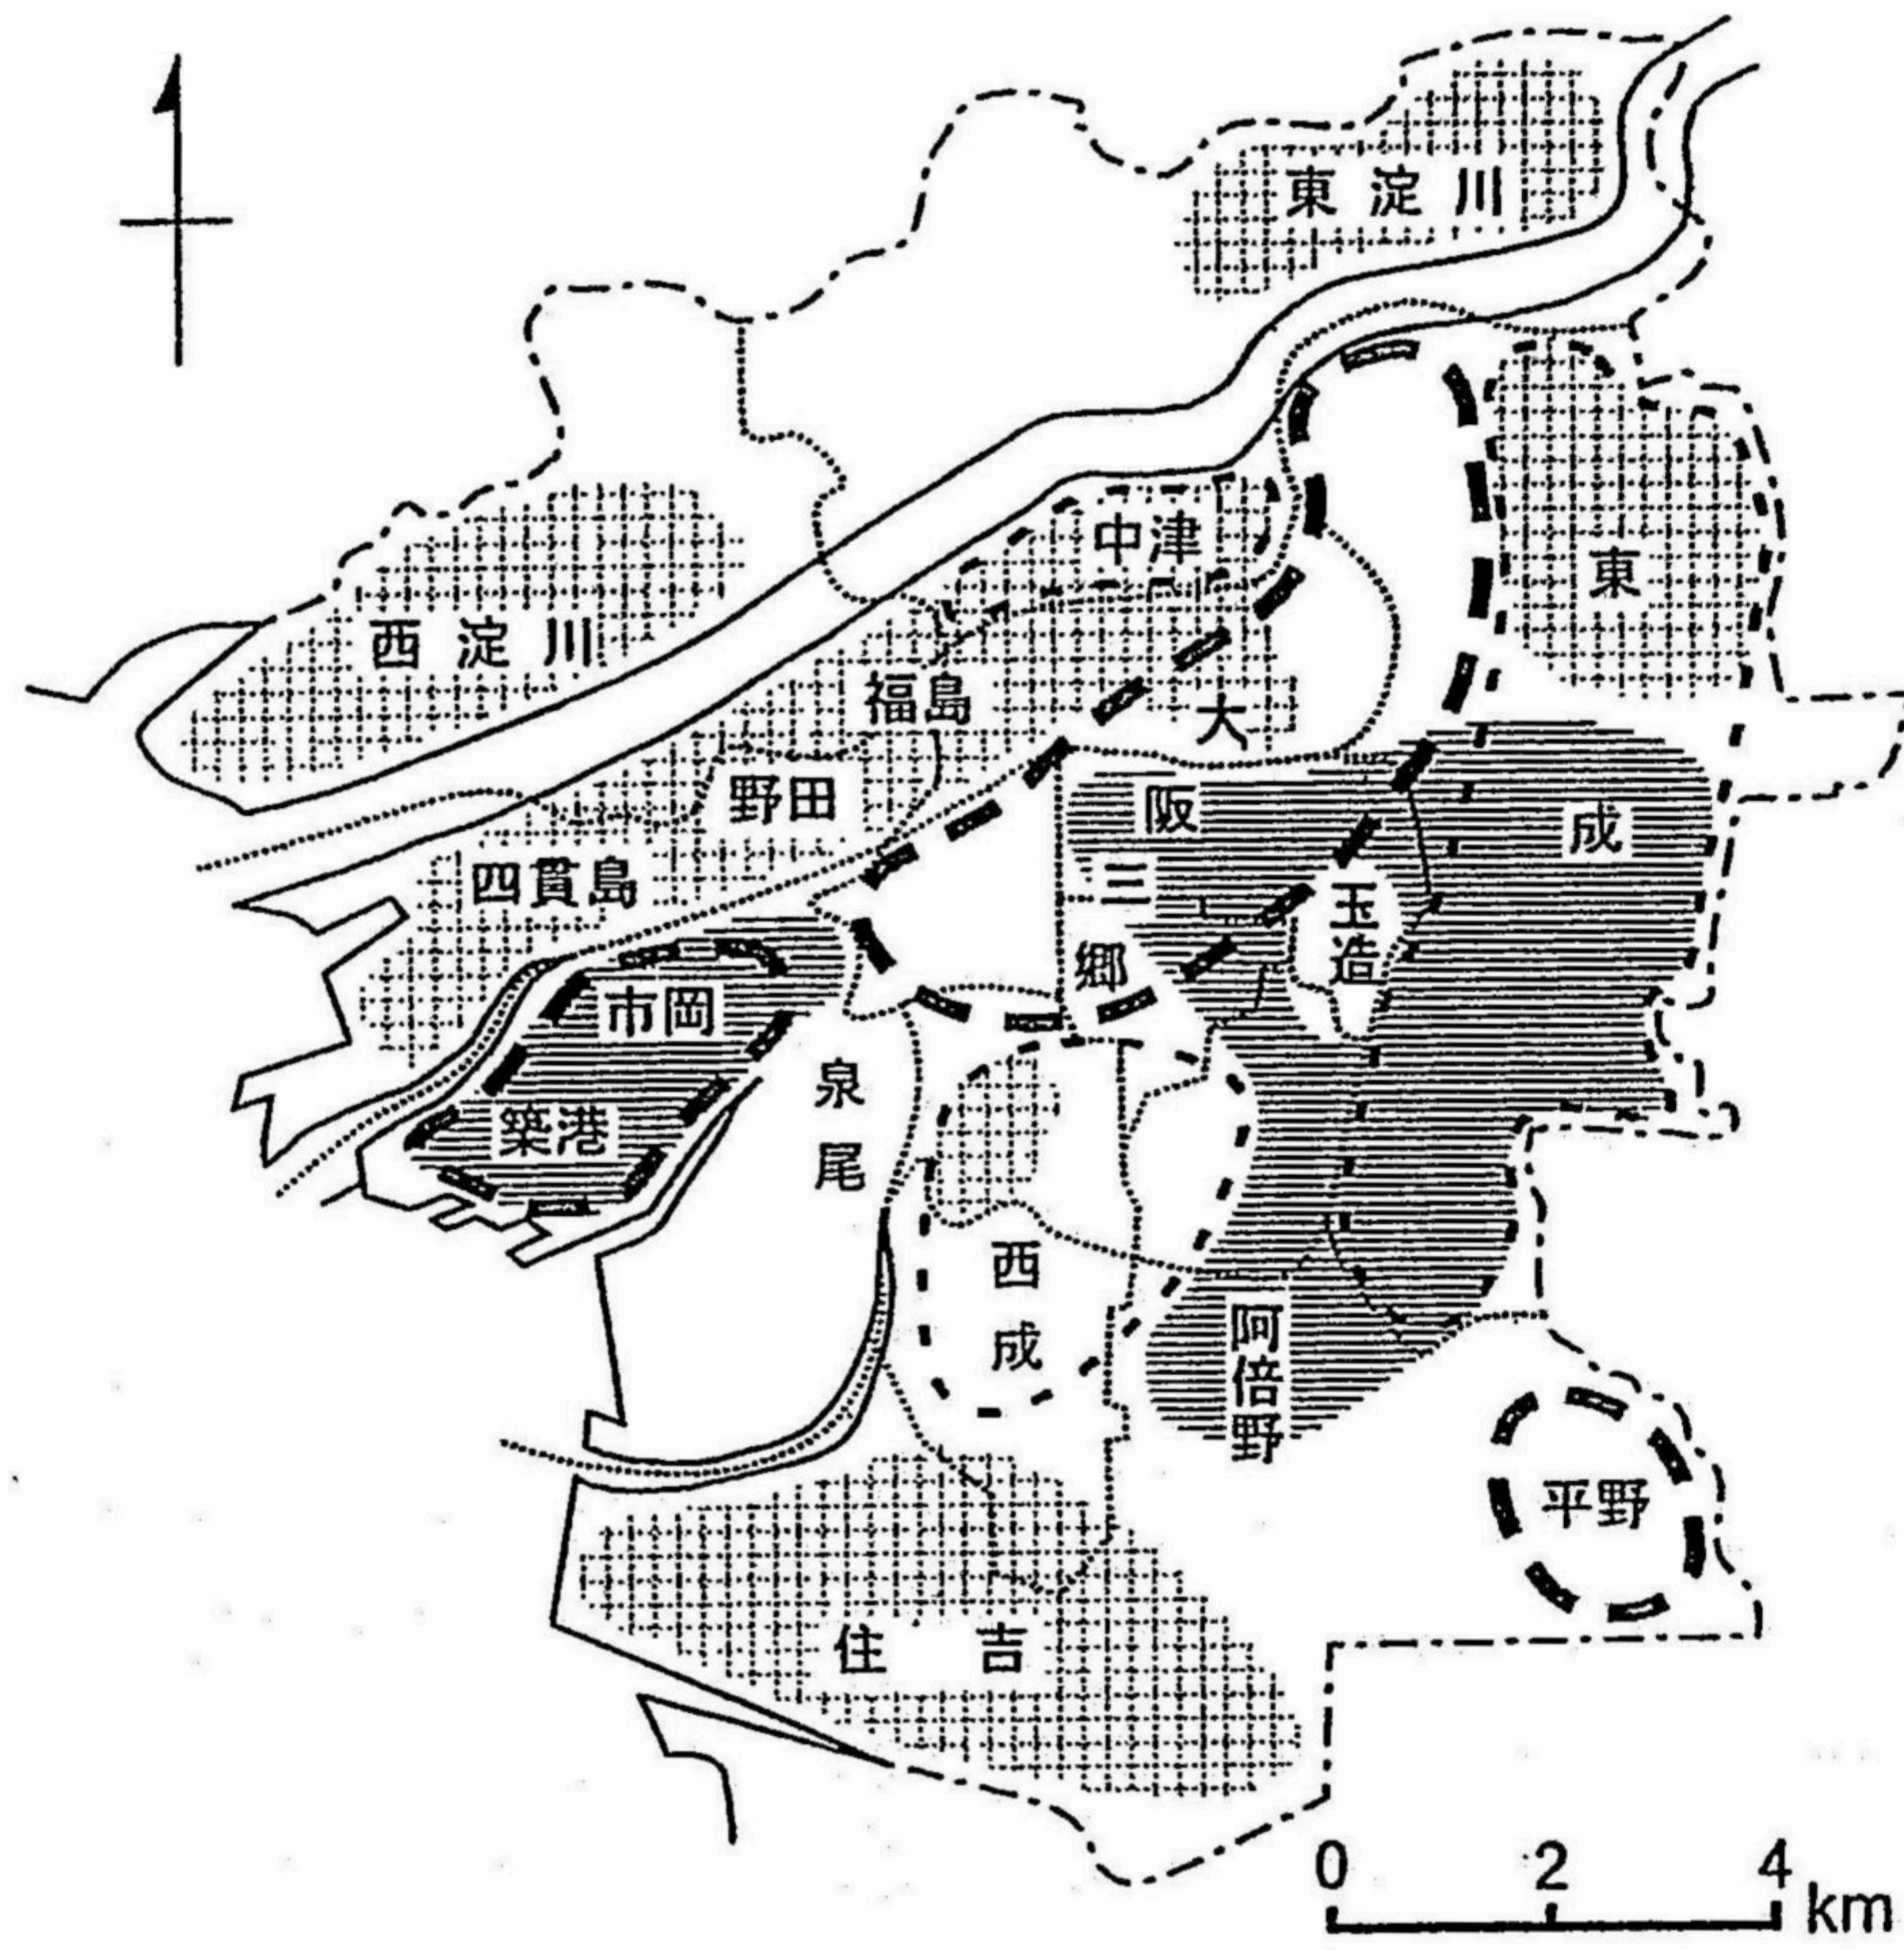 東淀川
中津
東
西淀川
福島
大
野田
阪
成
四貫島
三
玉造
郷
市岡
泉尾
築港
西成
阿倍野
平野
住吉
0 2 4
km